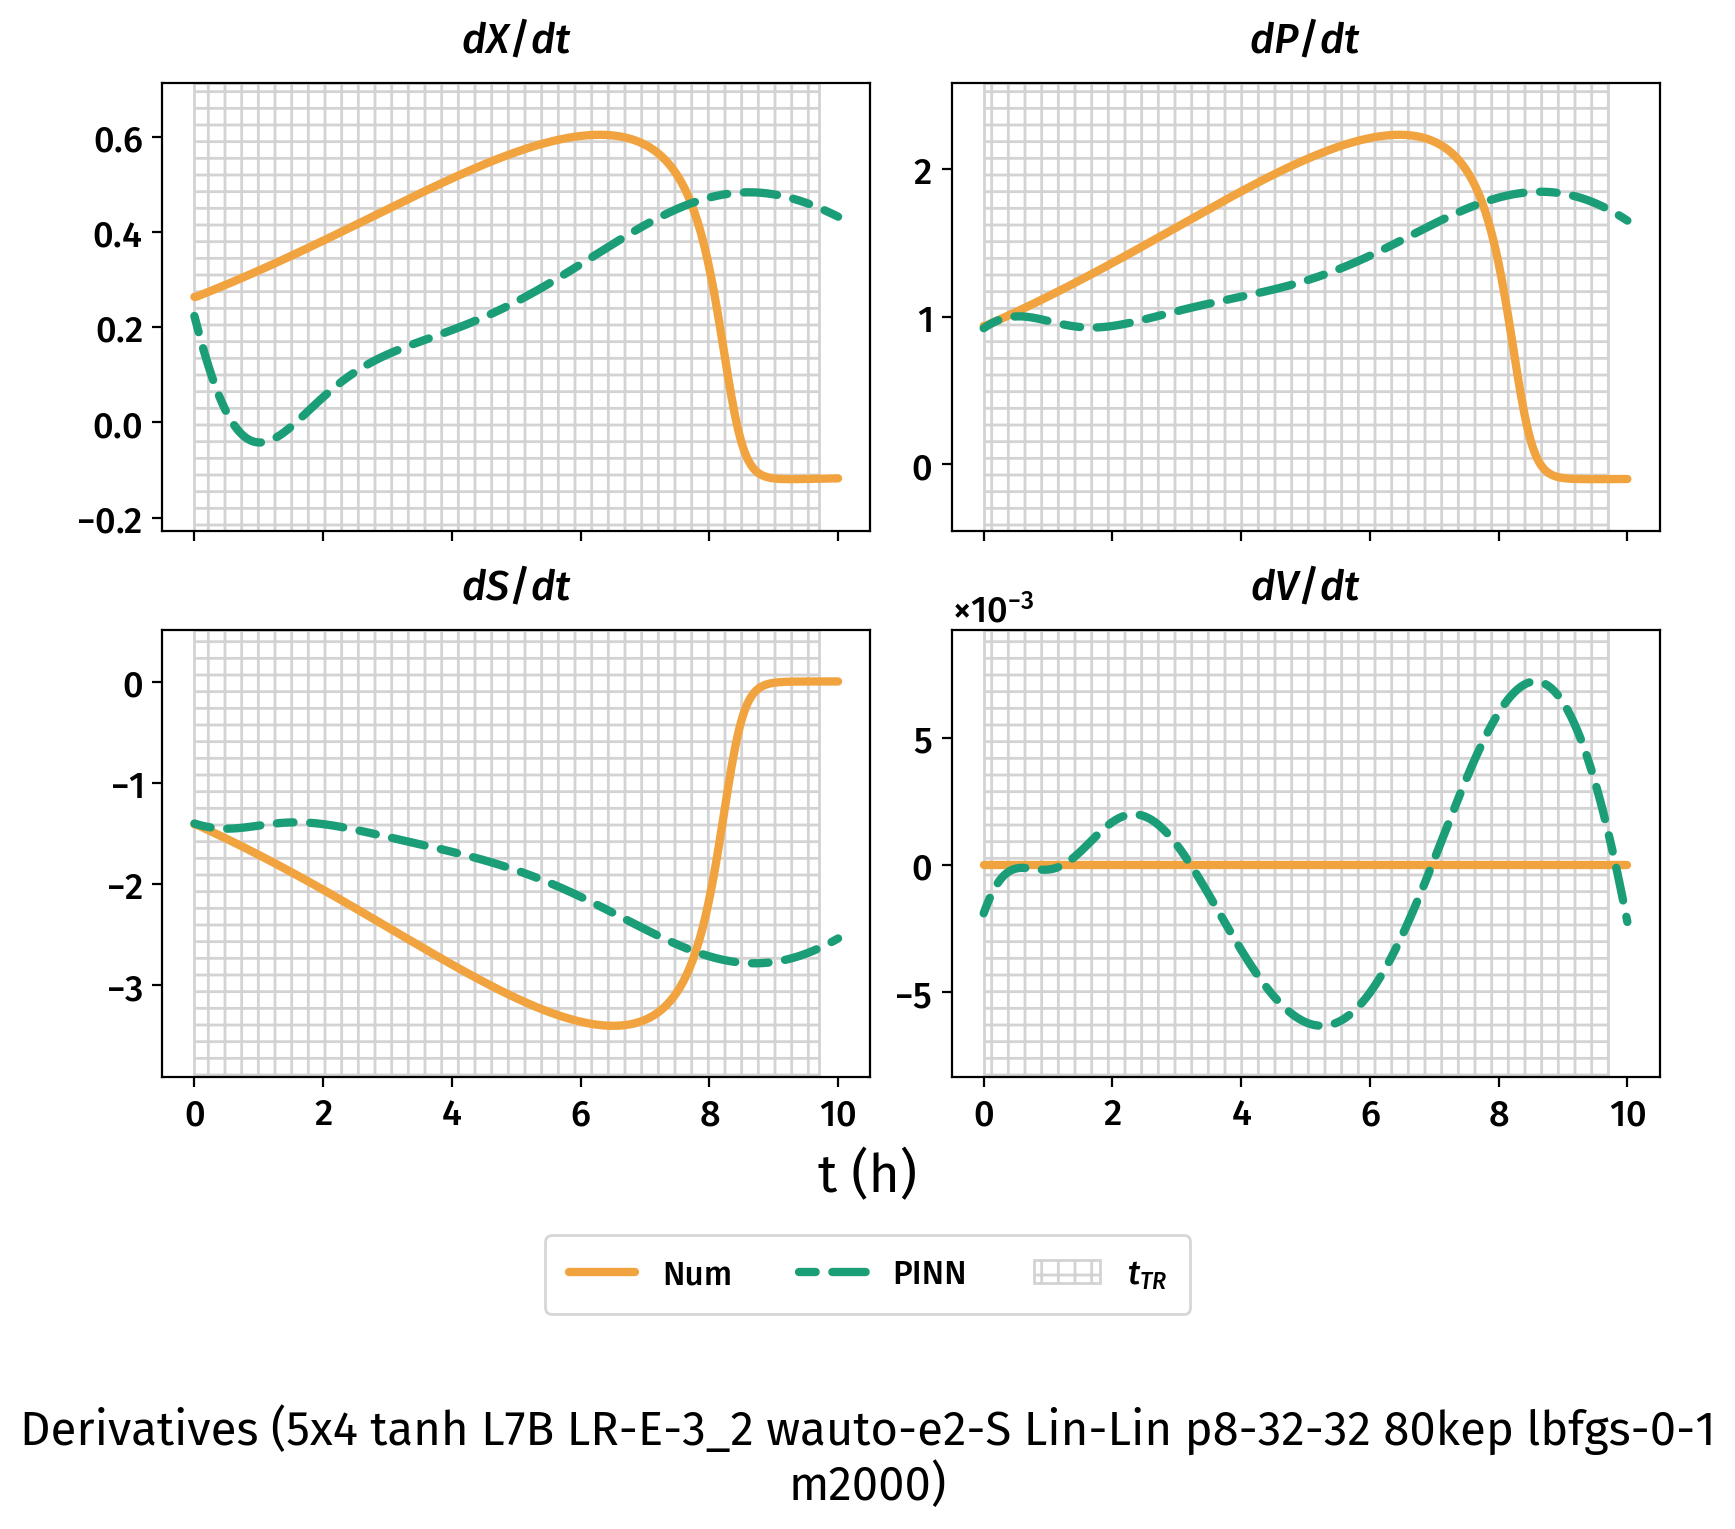 dX/dt
dP/dt
0.6
0.4
0.2
0.0
−0.2
2
1
0
dS/dt
dV/dt
×10⁻³
0
−1
−2
−3
5
0
−5
0 2 4 6 8 10
0 2 4 6 8 10
t (h)
Num PINN t_TR
Derivatives (5x4 tanh L7B LR-E-3_2 wauto-e2-S Lin-Lin p8-32-32 80kep lbfgs-0-1
m2000)